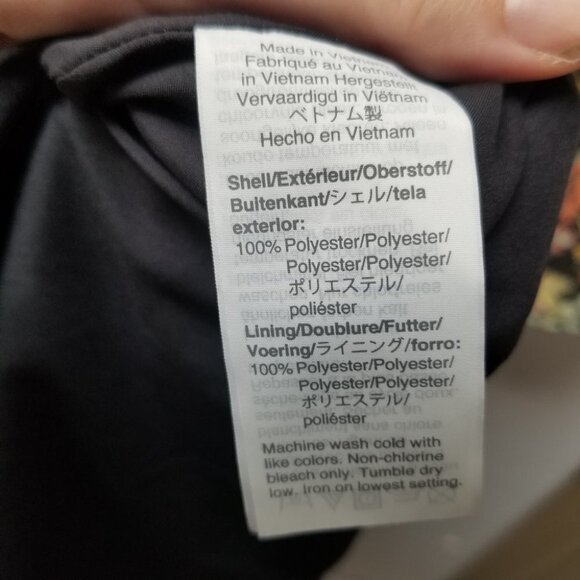 Made in Vietnam
Fabriqué au Vietnam
in Vietnam Hergestellt
Vervaardigd in Viëtnam
ベトナム製
Hecho en Vietnam
Shell/Extérieur/Oberstoff/
Buitenkant/シェル/tela
exterior:
100% Polyester/Polyester/
Polyester/Polyester/
ポリエステル/
poliéster
Lining/Doublure/Futter/
Voering/ライニング/forro:
100% Polyester/Polyester/
Polyester/Polyester/
ポリエステル/
poliéster
Machine wash cold with
like colors. Non-chlorine
bleach only. Tumble dry
low. Iron on lowest setting.